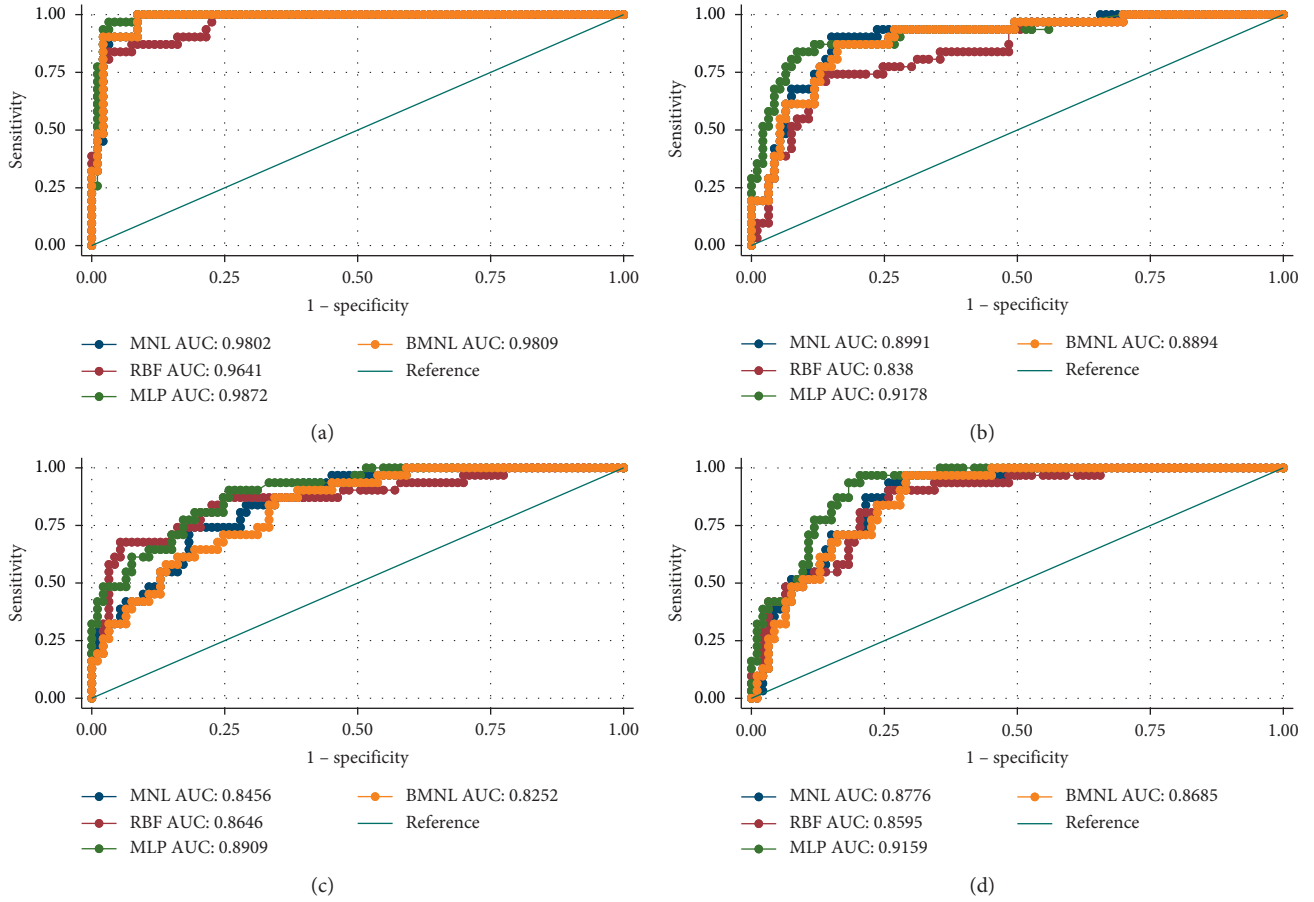 1.00
0.75
0.50
0.25
0.00
Sensitivity
0.00 0.25 0.50 0.75 1.00
1 – specificity
MNL AUC: 0.9802 BMNL AUC: 0.9809
RBF AUC: 0.9641 Reference
MLP AUC: 0.9872
(a)
1.00
0.75
0.50
0.25
0.00
Sensitivity
0.00 0.25 0.50 0.75 1.00
1 – specificity
MNL AUC: 0.8991 BMNL AUC: 0.8894
RBF AUC: 0.838 Reference
MLP AUC: 0.9178
(b)
1.00
0.75
0.50
0.25
0.00
Sensitivity
0.00 0.25 0.50 0.75 1.00
1 – specificity
MNL AUC: 0.8456 BMNL AUC: 0.8252
RBF AUC: 0.8646 Reference
MLP AUC: 0.8909
(c)
1.00
0.75
0.50
0.25
0.00
Sensitivity
0.00 0.25 0.50 0.75 1.00
1 – specificity
MNL AUC: 0.8776 BMNL AUC: 0.8685
RBF AUC: 0.8595 Reference
MLP AUC: 0.9159
(d)